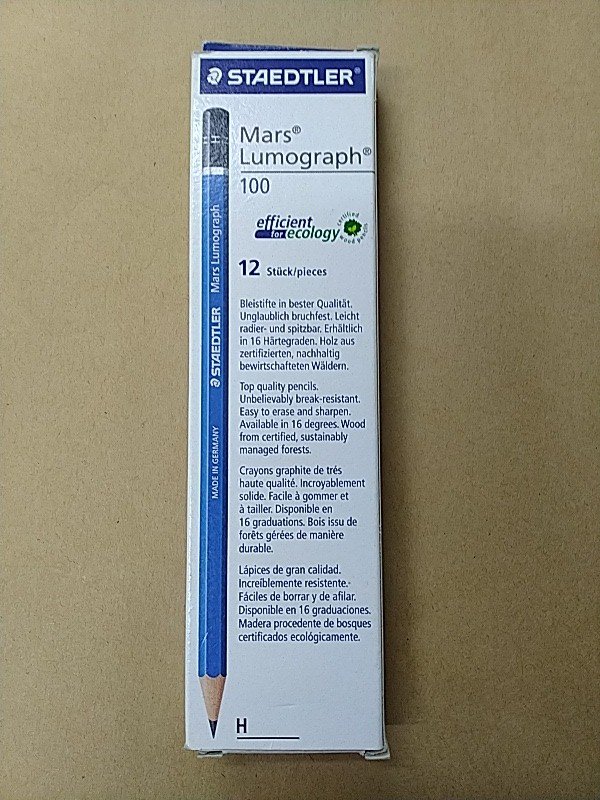 STAEDTLER®
Mars®
Lumograph®
100
efficient
for ecology
certified
wood pencils
12 Stück/pieces
Bleistifte in bester Qualität.
Unglaublich bruchfest. Leicht
radier- und spitzbar. Erhältlich
in 16 Härtegraden. Holz aus
zertifizierten, nachhaltig
bewirtschafteten Wäldern.
Top quality pencils.
Unbelievably break-resistant.
Easy to erase and sharpen.
Available in 16 degrees. Wood
from certified, sustainably
managed forests.
Crayons graphite de trés
haute qualité. Incroyablement
solide. Facile à gommer et
à tailler. Disponible en
16 graduations. Bois issu de
forêts gérées de manière
durable.
Lápices de gran calidad.
Increíblemente resistente.-
Fáciles de borrar y de afilar.
Disponible en 16 graduaciones.
Madera procedente de bosques
certificados ecológicamente.
H
MADE IN GERMANY STAEDTLER Mars Lumograph H